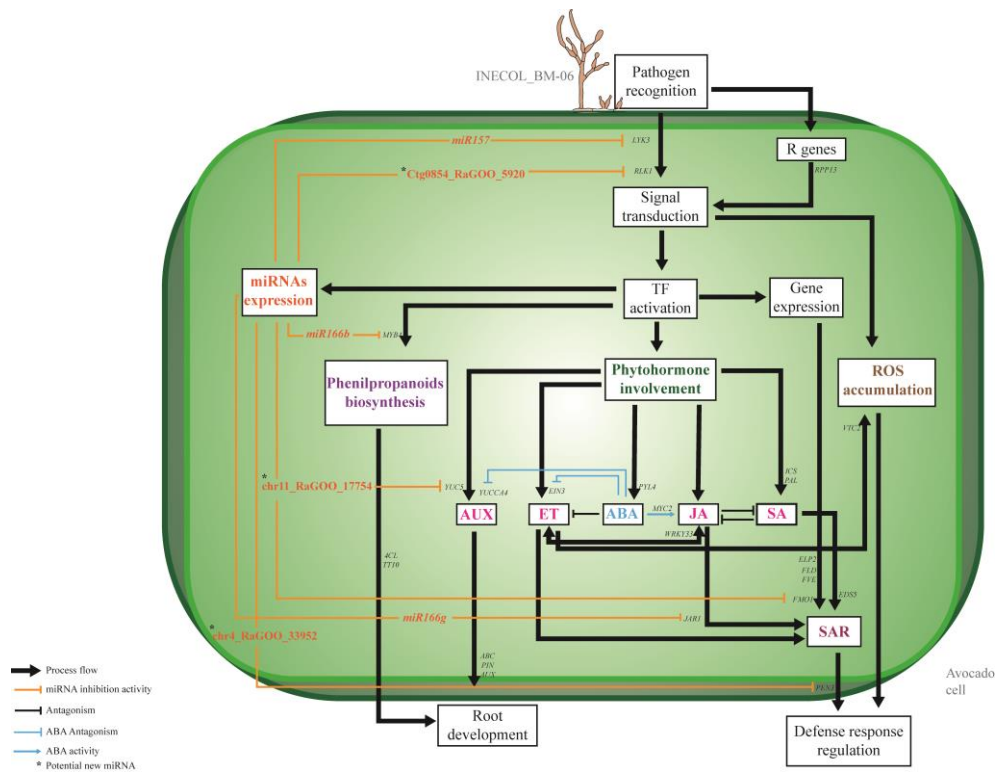 INECOL_BM-06
Pathogen
recognition
R genes
miR157
LYK3
RPP13
*Ctg0854_RaGOO_5920
RLK1
Signal
transduction
miRNAs
expression
TF
activation
Gene
expression
miR166b
Phenilpropanoids
biosynthesis
Phytohormone
involvement
ROS
accumulation
VTC2
ICS
PAL
*chr11_RaGOO_17754
YUC5
YUCCA4
EIN3
PYL4
AUX
ET
ABA
MYC2
JA
SA
WRKY33
4CL
TT10
ELP2
FLD
FVE
FMO1
EDS5
miR166g
JAR1
*chr4_RaGOO_33952
SAR
ABC
PIN
AUX
Process flow
miRNA inhibition activity
Antagonism
ABA Antagonism
ABA activity
* Potential new miRNA
Root
development
Defense response
regulation
Avocado
cell